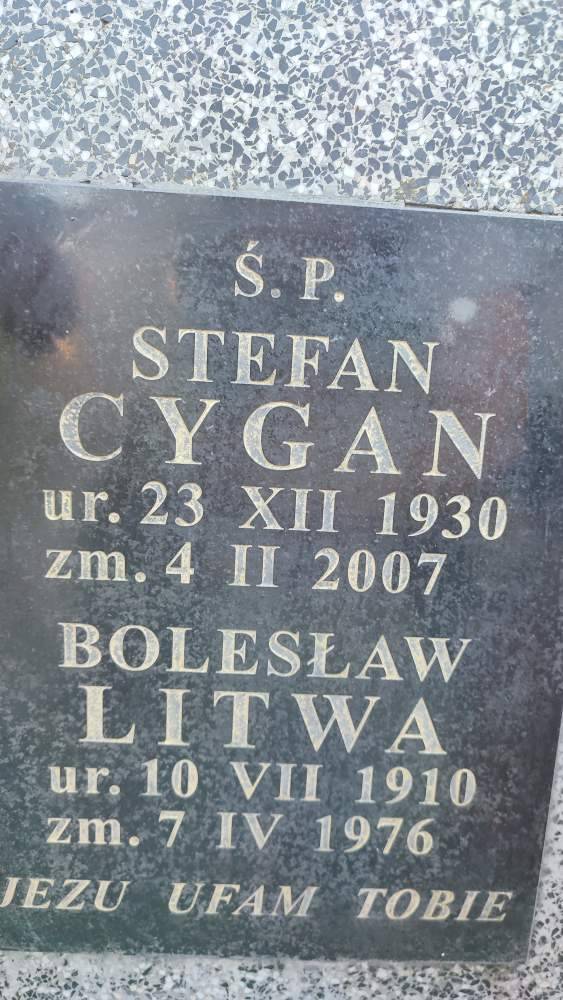 Ś. P.
STEFAN
CYGAN
ur. 23 XII 1930
zm. 4 II 2007
BOLESŁAW
LITWA
ur. 10 VII 1910
zm. 7 IV 1976
JEZU UFAM TOBIE